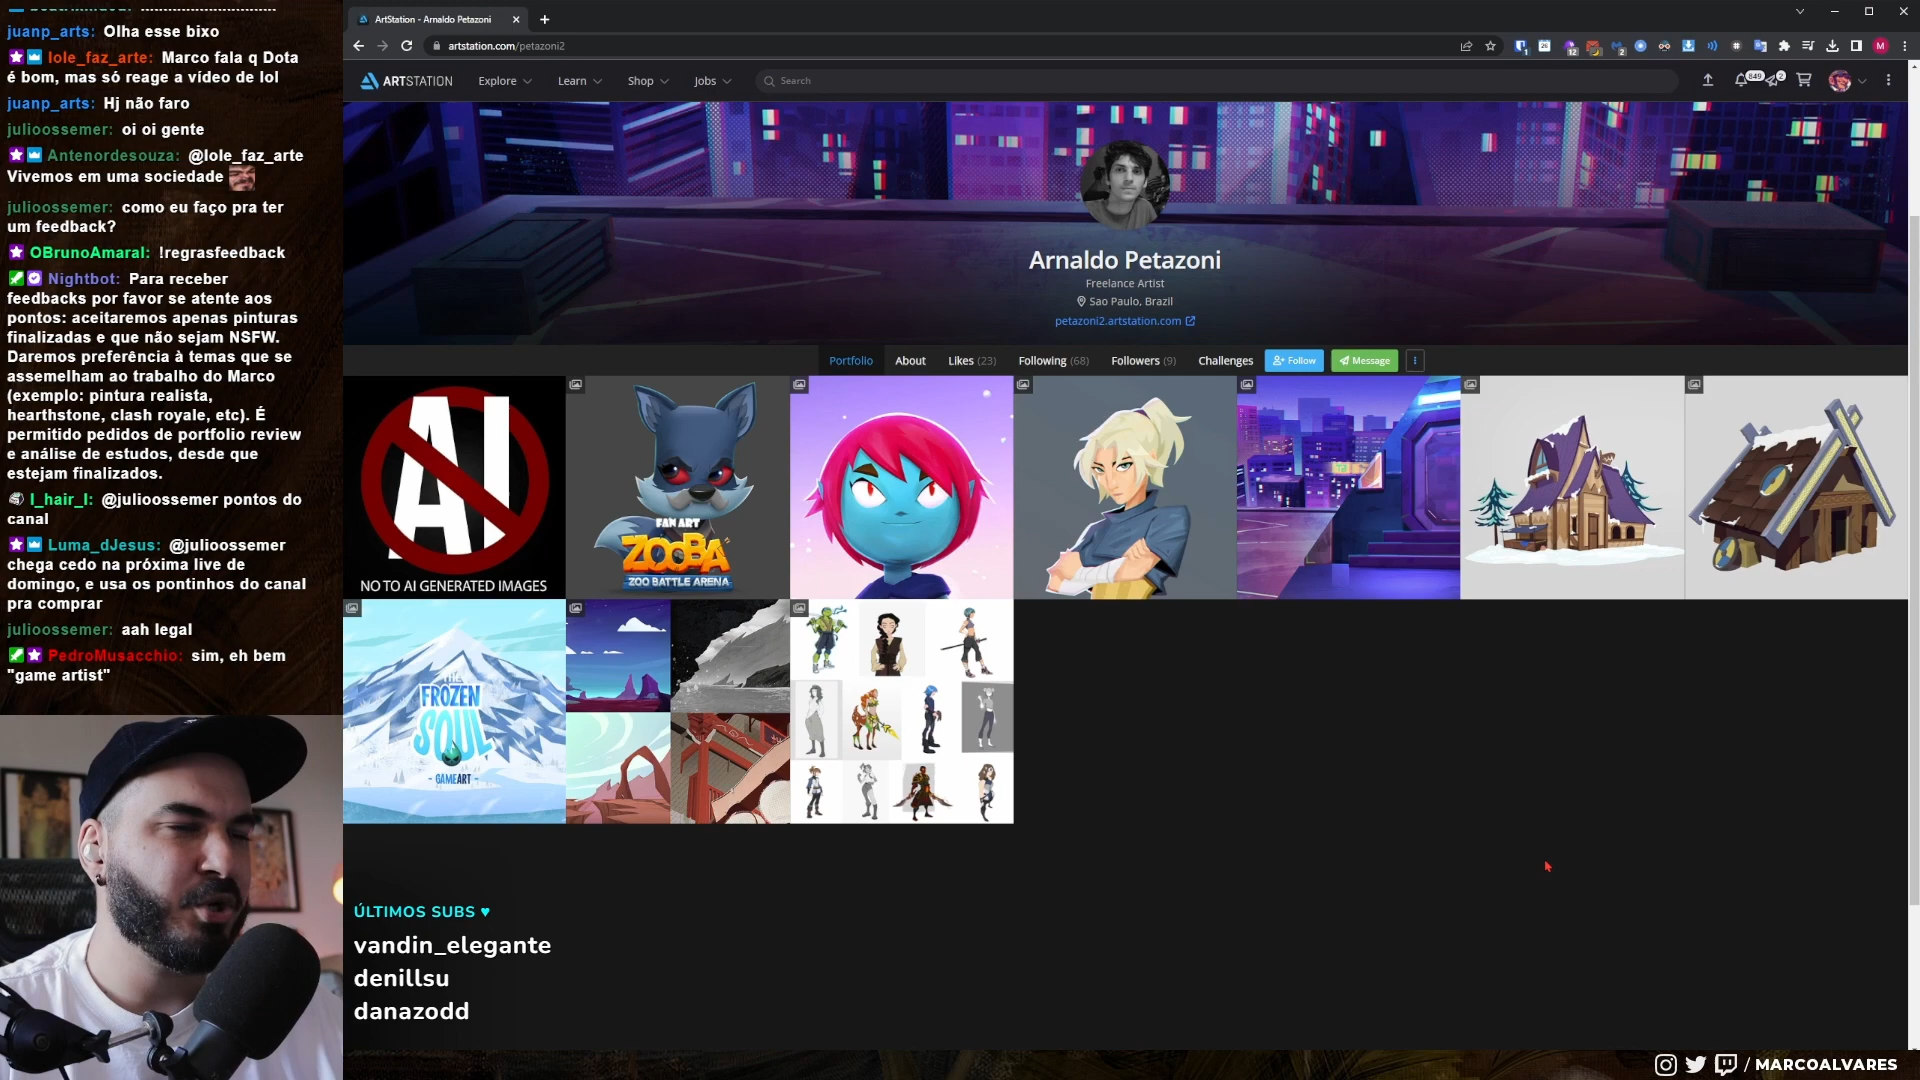 juanp_arts: Olha esse bixo
lole_faz_arte: Marco fala q Dota
é bom, mas só reage a vídeo de lol
juanp_arts: Hj não faro
julioossemer: oi oi gente
Antenordesouza: @lole_faz_arte
Vivemos em uma sociedade
julioossemer: como eu faço pra ter
um feedback?
OBrunoAmaral: !regrasfeedback
Nightbot: Para receber
feedbacks por favor se atente aos
pontos: aceitaremos apenas pinturas
finalizadas e que não sejam NSFW.
Daremos preferência à temas que se
assemelham ao trabalho do Marco
(exemplo: pintura realista,
hearthstone, clash royale, etc). É
permitido pedidos de portfolio review
e análise de estudos, desde que
estejam finalizados.
l_hair_l: @julioossemer pontos do
canal
Luma_dJesus: @julioossemer
chega cedo na próxima live de
domingo, e usa os pontinhos do canal
pra comprar
julioossemer: aah legal
PedroMusacchio: sim, eh bem
"game artist"
ArtStation - Arnaldo Petazoni
artstation.com/petazoni2
ARTSTATION Explore Learn Shop Jobs Search
849 2
Arnaldo Petazoni
Freelance Artist
Sao Paulo, Brazil
petazoni2.artstation.com
Portfolio About Likes (23) Following (68) Followers (9) Challenges Follow Message
AI
NO TO AI GENERATED IMAGES
FAN ART
ZOOBA
ZOO BATTLE ARENA
THE
FROZEN
SOUL
- GAMEART -
ÚLTIMOS SUBS ♥
vandin_elegante
denillsu
danazodd
/ MARCOALVARES